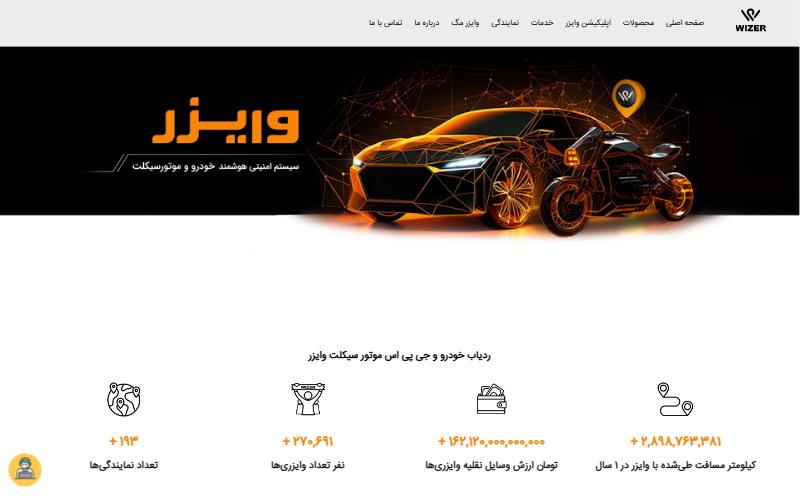 WIZER
صفحه اصلی
محصولات
اپلیکیشن وایزر
خدمات
نمایندگی
وایزر مگ
درباره ما
تماس با ما
وایزر
سیستم امنیتی هوشمند خودرو و موتورسیکلت
ردیاب خودرو و جی پی اس موتور سیکلت وایزر
۲,۸۹۸,۷۶۳,۳۸۱ +
کیلومتر مسافت طی‌شده با وایزر در ۱ سال
۱۶۲,۱۲۰,۰۰۰,۰۰۰,۰۰۰ +
تومان ارزش وسایل نقلیه وایزری‌ها
WIZER
۲۷۰,۶۹۱ +
نفر تعداد وایزری‌ها
۱۹۳ +
تعداد نمایندگی‌ها